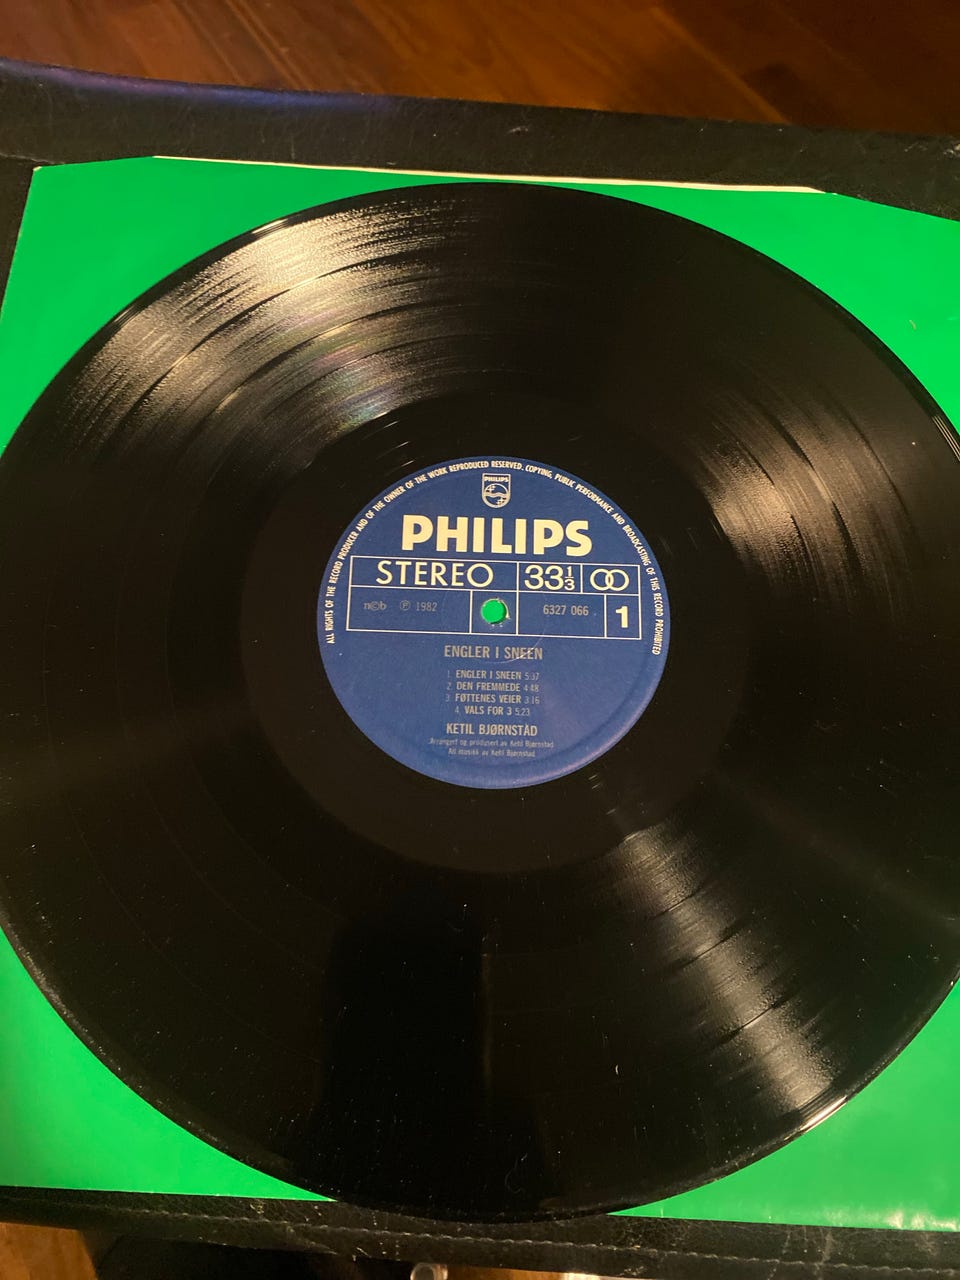 ALL RIGHTS OF THE RECORD PRODUCER AND OF THE OWNER OF THE WORK REPRODUCED RESERVED. COPYING, PUBLIC PERFORMANCE AND BROADCASTING OF THIS RECORD PROHIBITED
PHILIPS
PHILIPS
STEREO 33 1/3
n©b ℗ 1982 6327 066 1
ENGLER I SNEEN
1. ENGLER I SNEEN 5:37
2. DEN FREMMEDE 4:48
3. FØTTENES VEIER 3:16
4. VALS FOR 3 5:23
KETIL BJØRNSTAD
Arrangert og produsert av Ketil Bjørnstad
All musikk av Ketil Bjørnstad